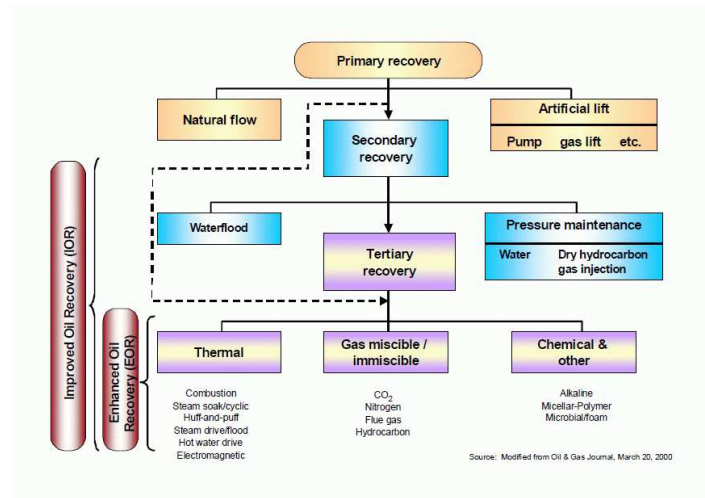 Primary recovery
Natural flow
Artificial lift
Pump gas lift etc.
Secondary
recovery
Waterflood
Pressure maintenance
Water Dry hydrocarbon
gas injection
Tertiary
recovery
Improved Oil Recovery (IOR)
Enhanced Oil
Recovery (EOR)
Thermal
Gas miscible /
immiscible
Chemical &
other
Combustion
Steam soak/cyclic
Huff-and-puff
Steam drive/flood
Hot water drive
Electromagnetic
CO2
Nitrogen
Flue gas
Hydrocarbon
Alkaline
Micellar-Polymer
Microbial/foam
Source: Modified from Oil & Gas Journal, March 20, 2000